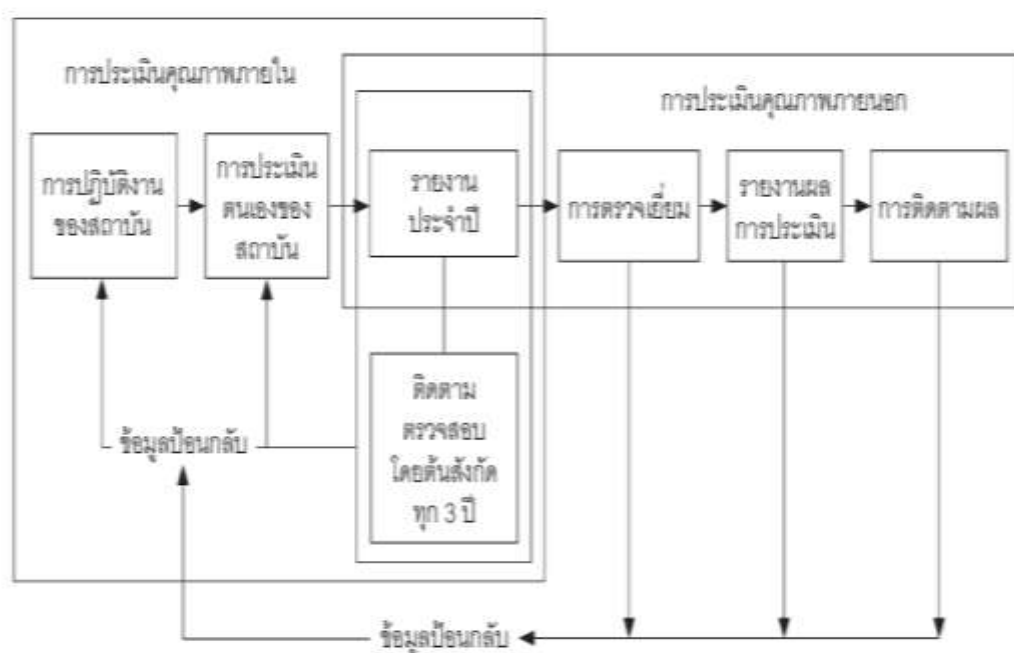 การประเมินคุณภาพภายใน
การประเมินคุณภาพภายนอก
การปฏิบัติงาน
ของสถาบัน
การประเมิน
ตนเองของ
สถาบัน
รายงาน
ประจำปี
การตรวจเยี่ยม
รายงานผล
การประเมิน
การติดตามผล
ติดตาม
ตรวจสอบ
โดยต้นสังกัด
ทุก 3 ปี
ข้อมูลป้อนกลับ
ข้อมูลป้อนกลับ